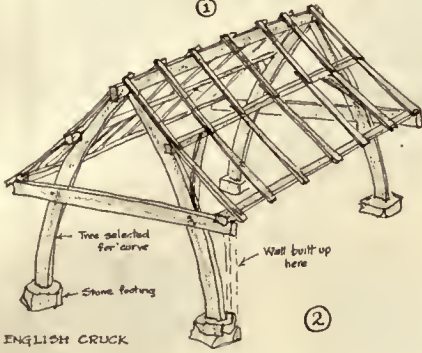 ①
Tree selected
for curve
Wall built up
here
Stone footing
②
ENGLISH CRUCK